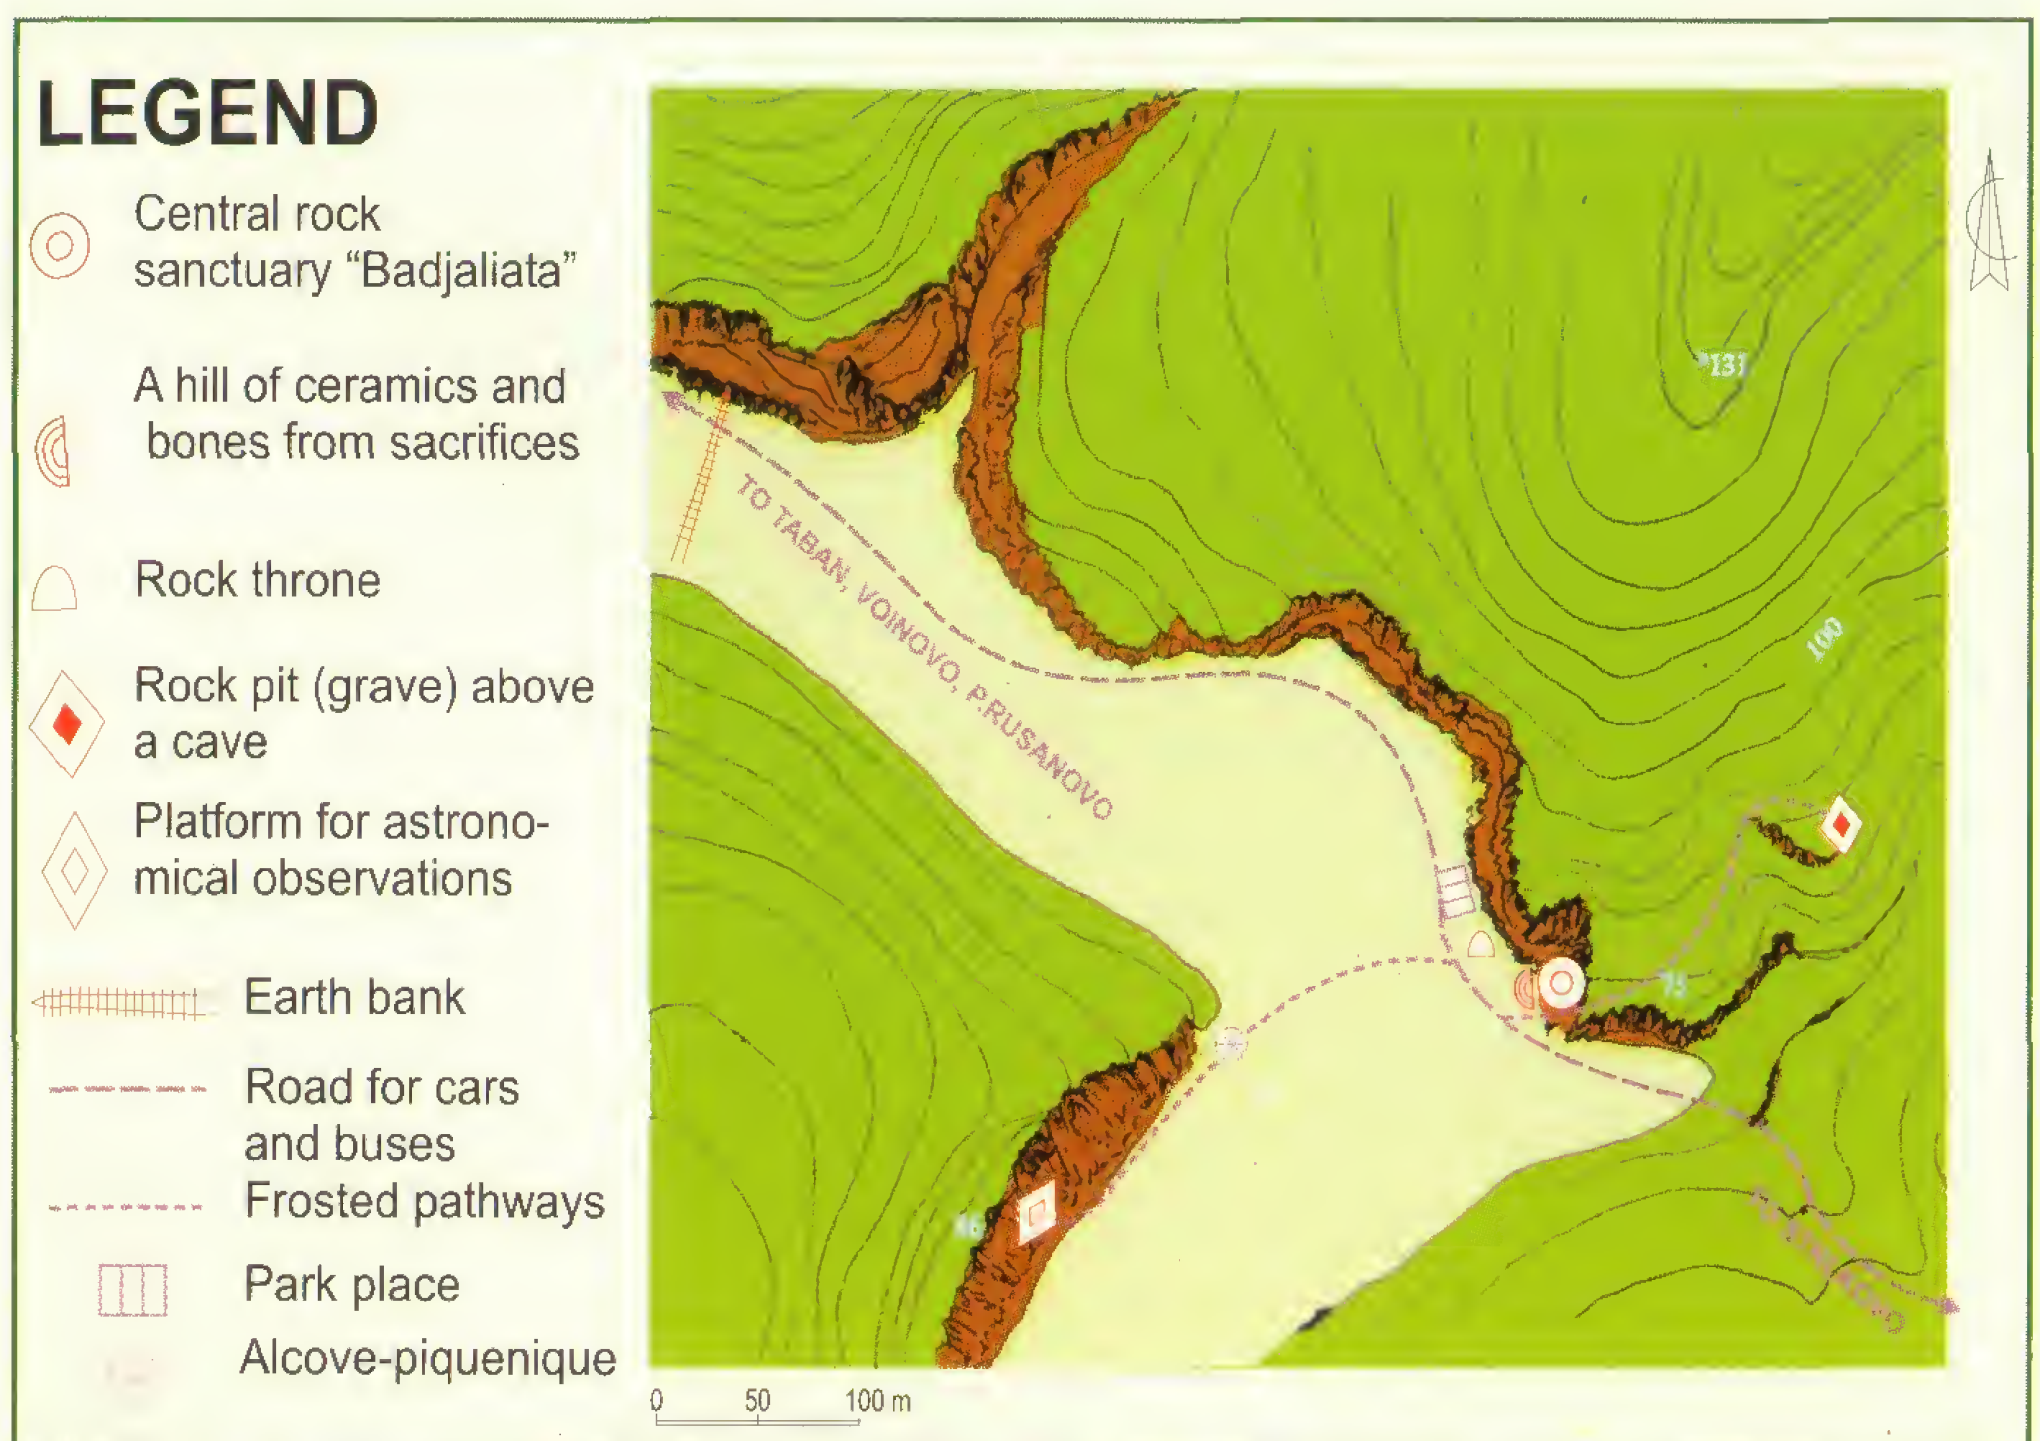 LEGEND
Central rock
sanctuary “Badjaliata”
A hill of ceramics and
bones from sacrifices
Rock throne
Rock pit (grave) above
a cave
Platform for astrono-
mical observations
Earth bank
Road for cars
and buses
Frosted pathways
Park place
Alcove-piquenique
131
TO TABAN, VOINOVO, P.RUSANOVO
100
75
0 50 100 m